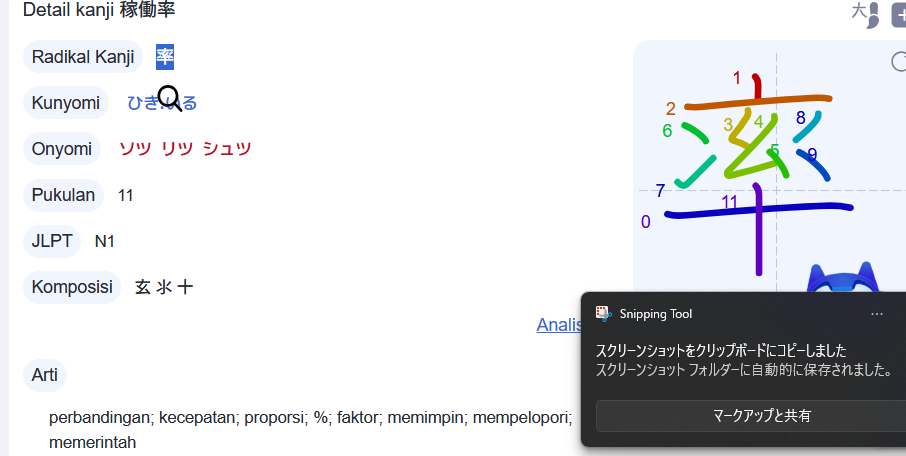 Detail kanji 稼働率
大
Radikal Kanji 率
Kunyomi ひき.いる
Onyomi ソツ リツ シュツ
Pukulan 11
JLPT N1
Komposisi 玄 氺 十
1
2
3
4
8
6
5
9
7
11
0
Analis
Arti
perbandingan; kecepatan; proporsi; %; faktor; memimpin; mempelopori;
memerintah
Snipping Tool
スクリーンショットをクリップボードにコピーしました
スクリーンショット フォルダーに自動的に保存されました。
マークアップと共有